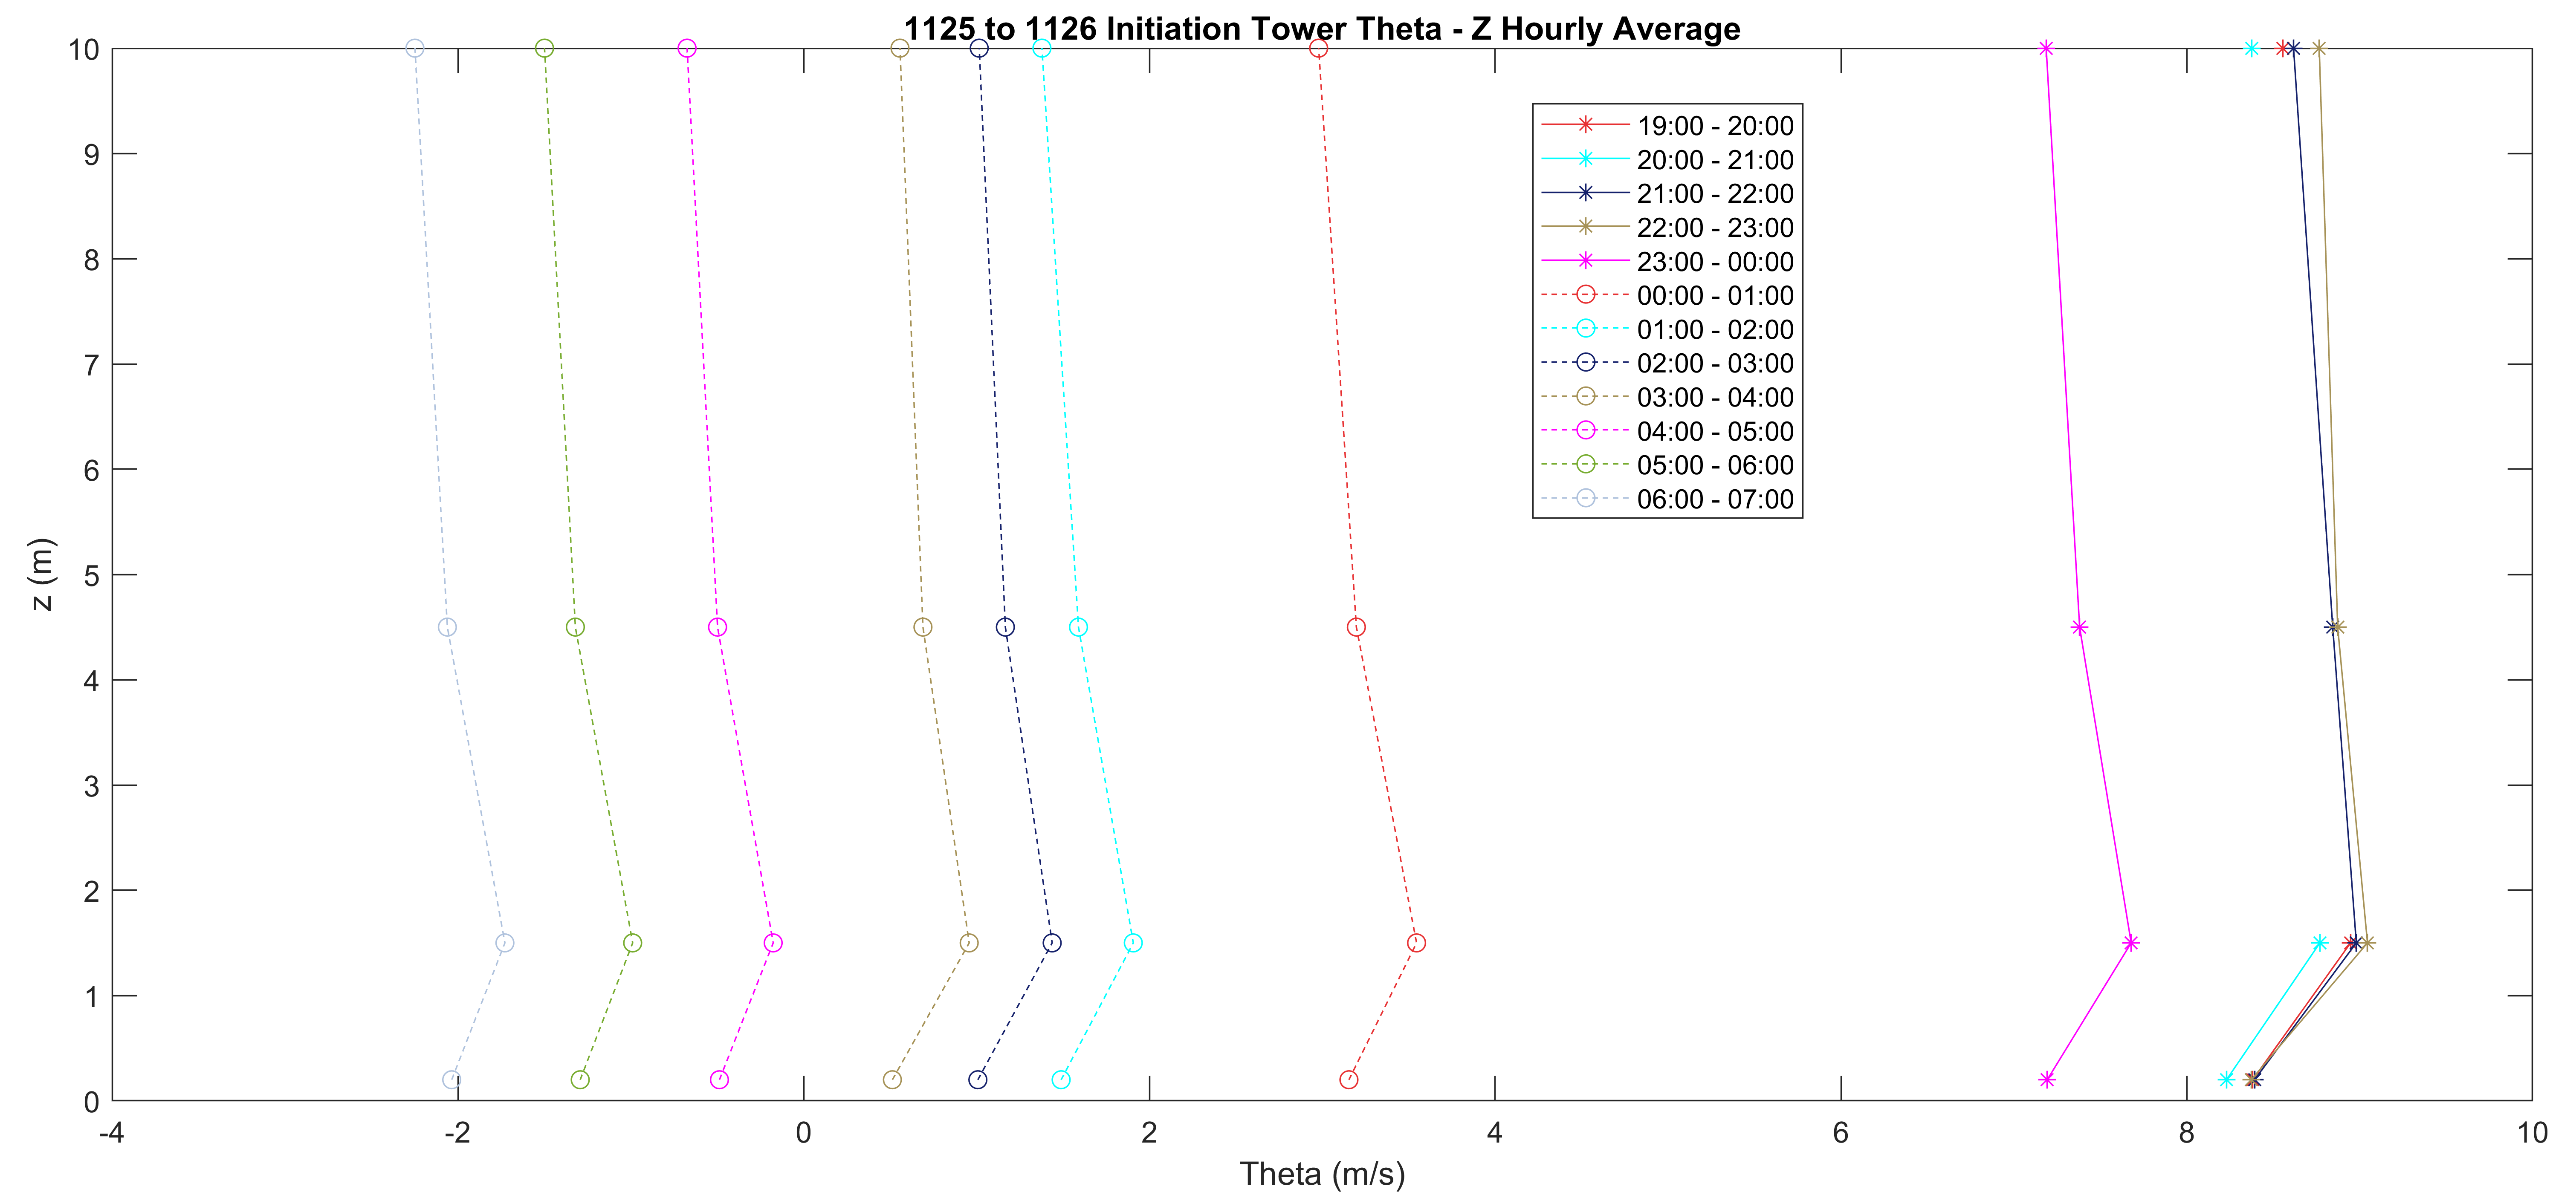 1125 to 1126 Initiation Tower Theta - Z Hourly Average
10
9
8
7
6
5
4
3
2
1
0
z (m)
19:00 - 20:00
20:00 - 21:00
21:00 - 22:00
22:00 - 23:00
23:00 - 00:00
00:00 - 01:00
01:00 - 02:00
02:00 - 03:00
03:00 - 04:00
04:00 - 05:00
05:00 - 06:00
06:00 - 07:00
-4 -2 0 2 4 6 8 10
Theta (m/s)